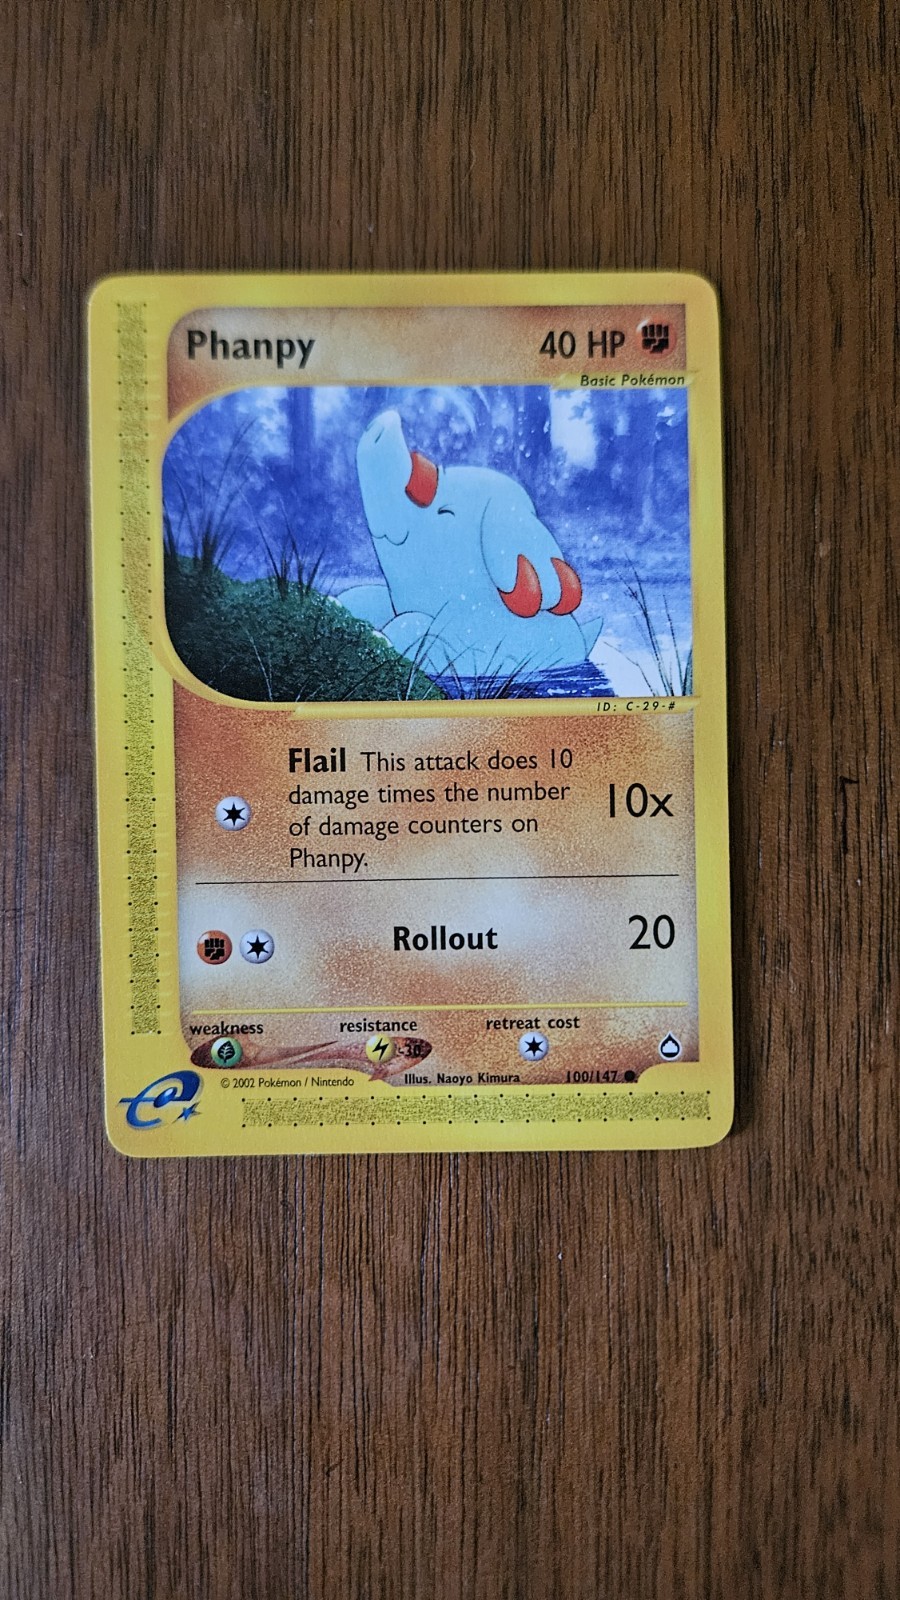 Phanpy 40 HP
Basic Pokémon
ID: C-29-#
Flail This attack does 10
damage times the number
of damage counters on
Phanpy.
10x
Rollout 20
weakness resistance retreat cost
-30
© 2002 Pokémon / Nintendo Illus. Naoyo Kimura 100/147
e